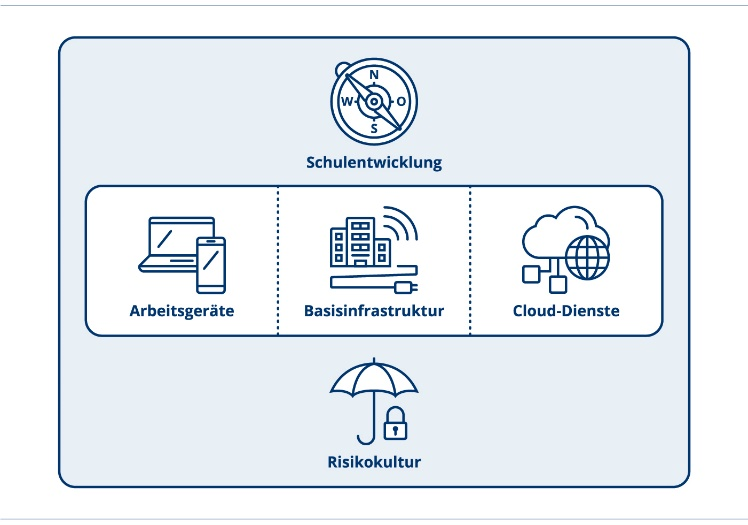 N
W O
S
Schulentwicklung
Arbeitsgeräte Basisinfrastruktur Cloud-Dienste
Risikokultur